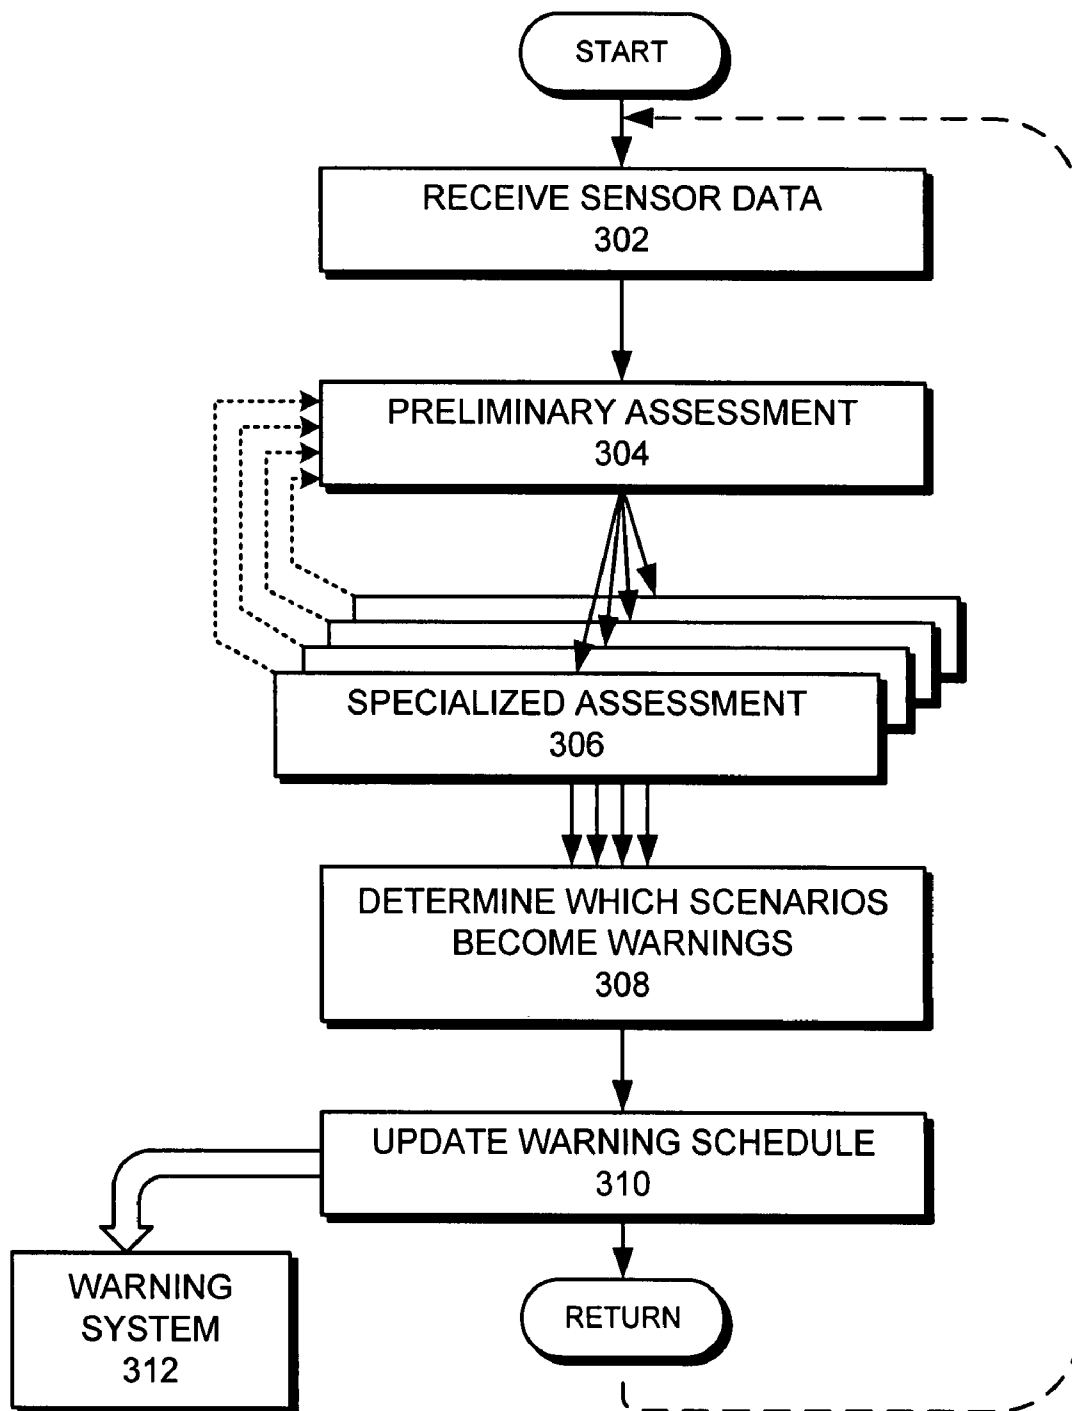 START
RECEIVE SENSOR DATA
302
PRELIMINARY ASSESSMENT
304
SPECIALIZED ASSESSMENT
306
DETERMINE WHICH SCENARIOS
BECOME WARNINGS
308
UPDATE WARNING SCHEDULE
310
WARNING
SYSTEM
312
RETURN